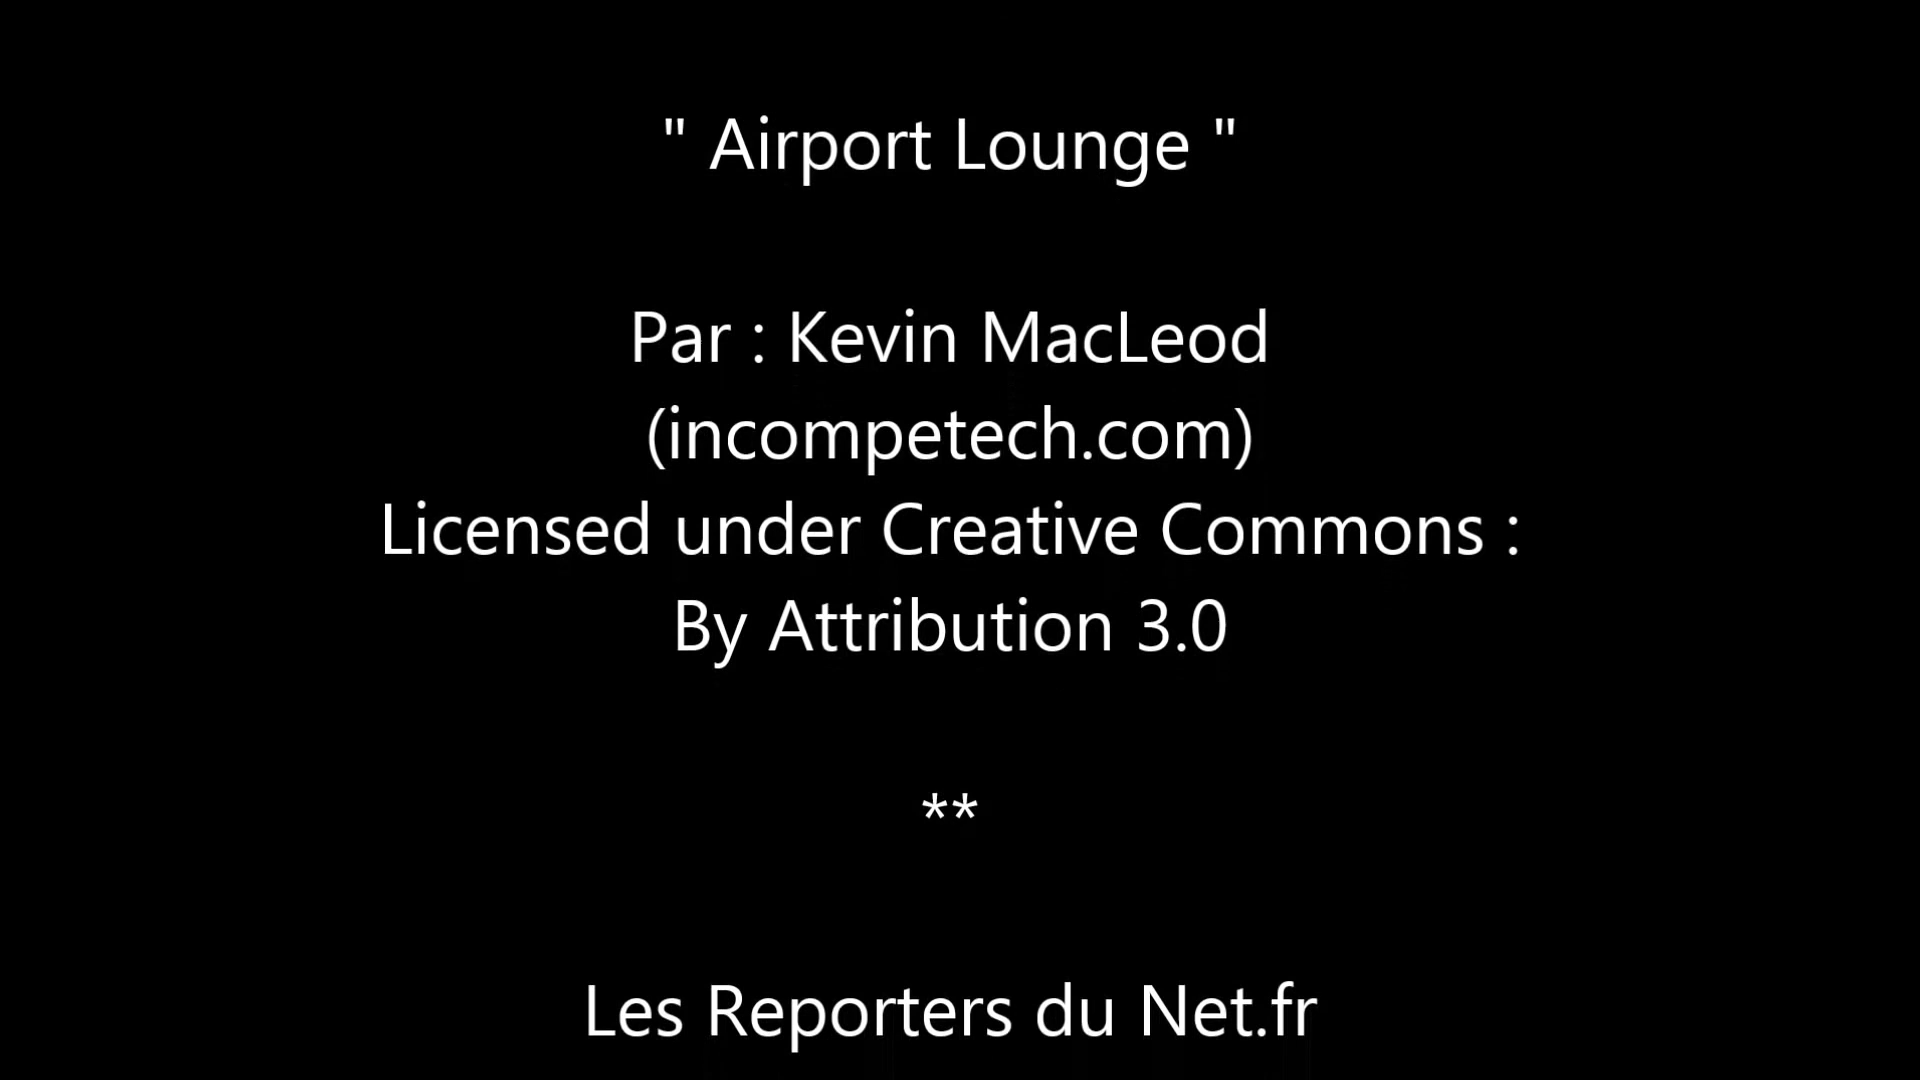 " Airport Lounge "
Par : Kevin MacLeod
(incompetech.com)
Licensed under Creative Commons :
By Attribution 3.0
**
Les Reporters du Net.fr